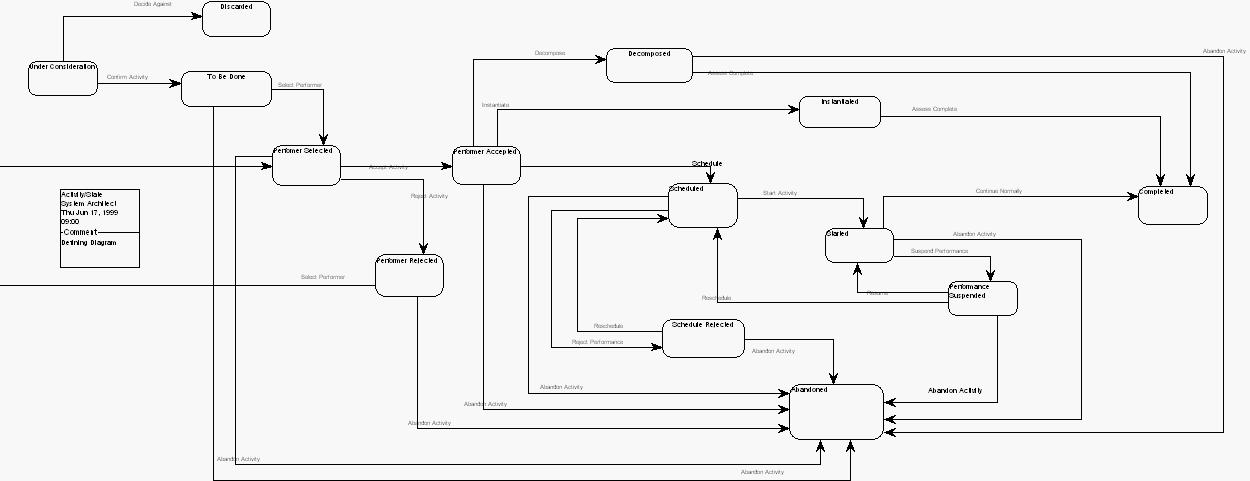 Decide Against
Discarded
Under Consideration
Confirm Activity
To Be Done
Select Performer
Decompose
Decomposed
Abandon Activity
Assess Complete
Instantiate
Instantiated
Assess Complete
Performer Selected
Accept Activity
Performer Accepted
Schedule
Reject Activity
Scheduled
Start Activity
Continue Normally
Completed
Activity/State
System Architect
Thu Jun 17, 1999
09:00
Comment
Defining Diagram
Started
Abandon Activity
Suspend Performance
Performer Rejected
Select Performer
Resume
Performance
Suspended
Reschedule
Reschedule
Schedule Rejected
Reject Performance
Abandon Activity
Abandon Activity
Abandoned
Abandon Activity
Abandon Activity
Abandon Activity
Abandon Activity
Abandon Activity